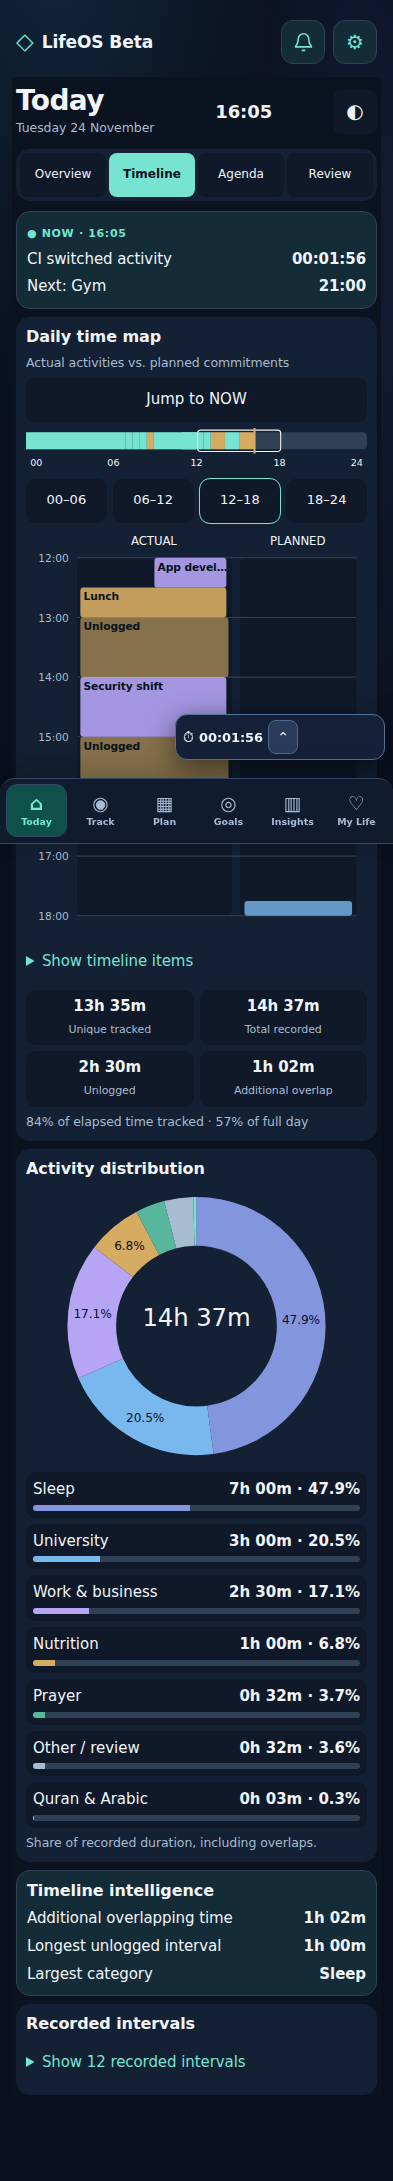 LifeOS Beta
Today
Tuesday 24 November
16:05
Overview
Timeline
Agenda
Review
● NOW · 16:05
CI switched activity 00:01:56
Next: Gym 21:00
Daily time map
Actual activities vs. planned commitments
Jump to NOW
00 06 12 18 24
00–06 06–12 12–18 18–24
ACTUAL PLANNED
12:00
App devel...
Lunch
13:00
Unlogged
14:00
Security shift
15:00
Unlogged
00:01:56
Today Track Plan Goals Insights My Life
17:00
18:00
Show timeline items
13h 35m
Unique tracked
14h 37m
Total recorded
2h 30m
Unlogged
1h 02m
Additional overlap
84% of elapsed time tracked · 57% of full day
Activity distribution
6.8%
17.1%
14h 37m
47.9%
20.5%
Sleep 7h 00m · 47.9%
University 3h 00m · 20.5%
Work & business 2h 30m · 17.1%
Nutrition 1h 00m · 6.8%
Prayer 0h 32m · 3.7%
Other / review 0h 32m · 3.6%
Quran & Arabic 0h 03m · 0.3%
Share of recorded duration, including overlaps.
Timeline intelligence
Additional overlapping time 1h 02m
Longest unlogged interval 1h 00m
Largest category Sleep
Recorded intervals
Show 12 recorded intervals